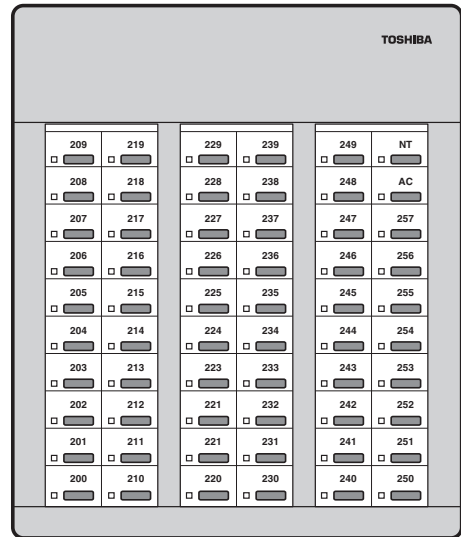 TOSHIBA
209 219 229 239 249 NT
208 218 228 238 248 AC
207 217 227 237 247 257
206 216 226 236 246 256
205 215 225 235 245 255
204 214 224 234 244 254
203 213 223 233 243 253
202 212 221 232 242 252
201 211 221 231 241 251
200 210 220 230 240 250